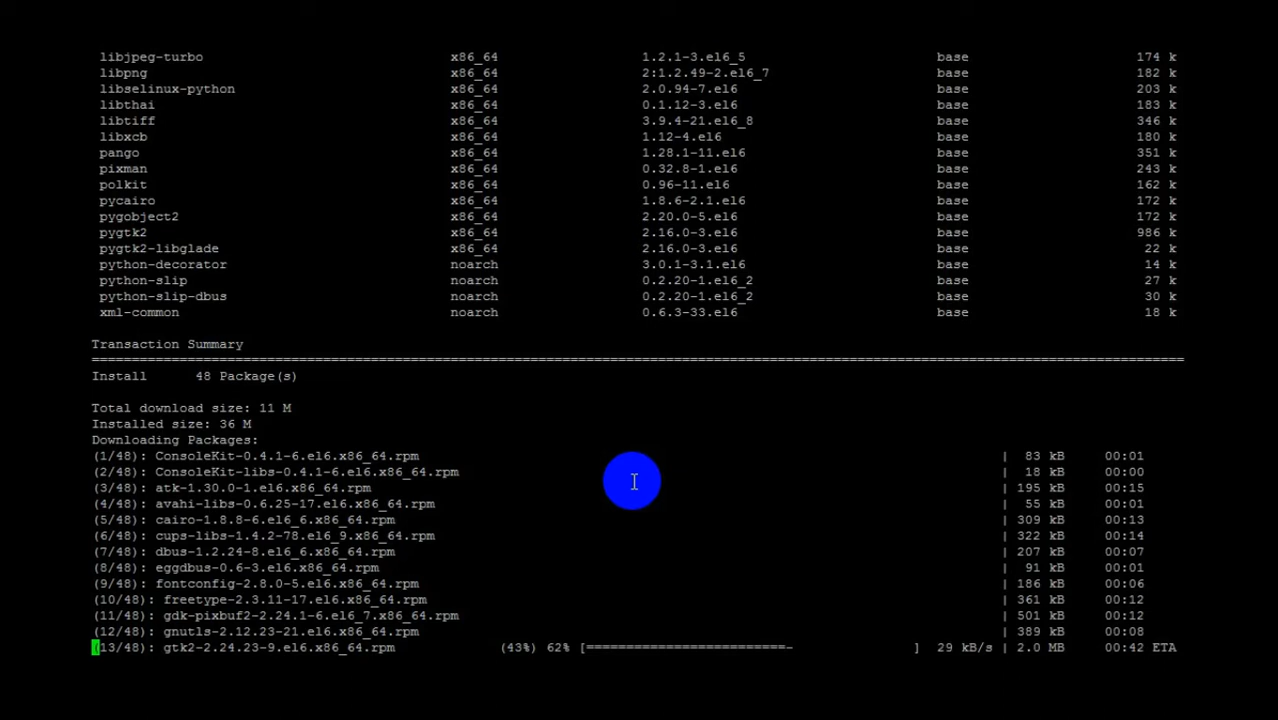 libjpeg-turbo x86_64 1.2.1-3.el6_5 base 174 k
libpng x86_64 2:1.2.49-2.el6_7 base 182 k
libselinux-python x86_64 2.0.94-7.el6 base 203 k
libthai x86_64 0.1.12-3.el6 base 183 k
libtiff x86_64 3.9.4-21.el6_8 base 346 k
libxcb x86_64 1.12-4.el6 base 180 k
pango x86_64 1.28.1-11.el6 base 351 k
pixman x86_64 0.32.8-1.el6 base 243 k
polkit x86_64 0.96-11.el6 base 162 k
pycairo x86_64 1.8.6-2.1.el6 base 172 k
pygobject2 x86_64 2.20.0-5.el6 base 172 k
pygtk2 x86_64 2.16.0-3.el6 base 986 k
pygtk2-libglade x86_64 2.16.0-3.el6 base 22 k
python-decorator noarch 3.0.1-3.1.el6 base 14 k
python-slip noarch 0.2.20-1.el6_2 base 27 k
python-slip-dbus noarch 0.2.20-1.el6_2 base 30 k
xml-common noarch 0.6.3-33.el6 base 18 k
Transaction Summary
================================================================================
Install 48 Package(s)
Total download size: 11 M
Installed size: 36 M
Downloading Packages:
(1/48): ConsoleKit-0.4.1-6.el6.x86_64.rpm | 83 kB 00:01
(2/48): ConsoleKit-libs-0.4.1-6.el6.x86_64.rpm | 18 kB 00:00
(3/48): atk-1.30.0-1.el6.x86_64.rpm | 195 kB 00:15
(4/48): avahi-libs-0.6.25-17.el6.x86_64.rpm | 55 kB 00:01
(5/48): cairo-1.8.8-6.el6_6.x86_64.rpm | 309 kB 00:13
(6/48): cups-libs-1.4.2-78.el6_9.x86_64.rpm | 322 kB 00:14
(7/48): dbus-1.2.24-8.el6_6.x86_64.rpm | 207 kB 00:07
(8/48): eggdbus-0.6-3.el6.x86_64.rpm | 91 kB 00:01
(9/48): fontconfig-2.8.0-5.el6.x86_64.rpm | 186 kB 00:06
(10/48): freetype-2.3.11-17.el6.x86_64.rpm | 361 kB 00:12
(11/48): gdk-pixbuf2-2.24.1-6.el6_7.x86_64.rpm | 501 kB 00:12
(12/48): gnutls-2.12.23-21.el6.x86_64.rpm | 389 kB 00:08
(13/48): gtk2-2.24.23-9.el6.x86_64.rpm (43%) 62% [=========================- ] 29 kB/s | 2.0 MB 00:42 ETA